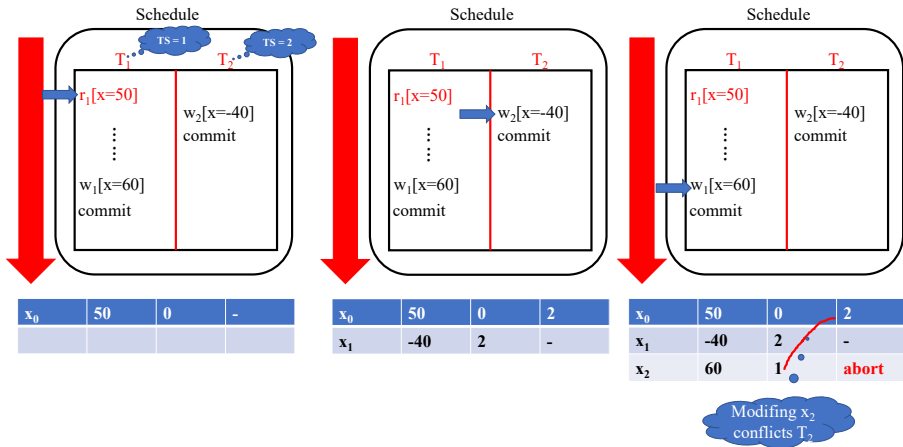 Schedule
TS = 1
TS = 2
T1
T2
r1[x=50]
w2[x=-40]
commit
w1[x=60]
commit
x0 50 0 -
Schedule
T1
T2
r1[x=50]
w2[x=-40]
commit
w1[x=60]
commit
x0 50 0 2
x1 -40 2 -
Schedule
T1
T2
r1[x=50]
w2[x=-40]
commit
w1[x=60]
commit
x0 50 0 2
x1 -40 2 -
x2 60 1 abort
Modifing x2
conflicts T2